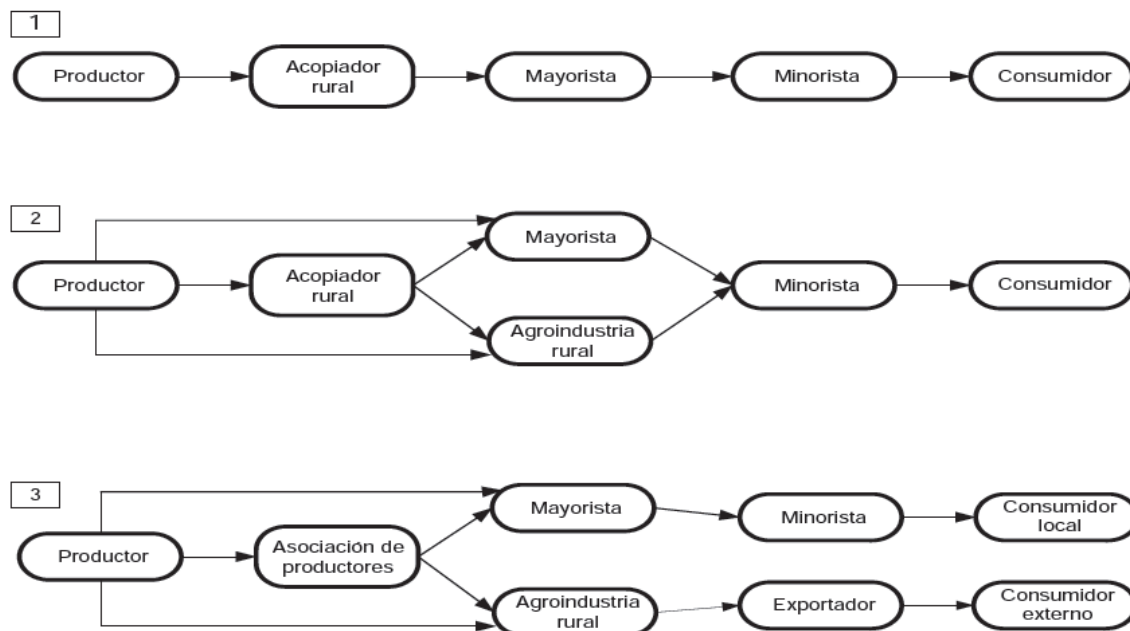 1
Productor
Acopiador
rural
Mayorista
Minorista
Consumidor
2
Productor
Acopiador
rural
Mayorista
Agroindustria
rural
Minorista
Consumidor
3
Productor
Asociación de
productores
Mayorista
Minorista
Consumidor
local
Agroindustria
rural
Exportador
Consumidor
externo